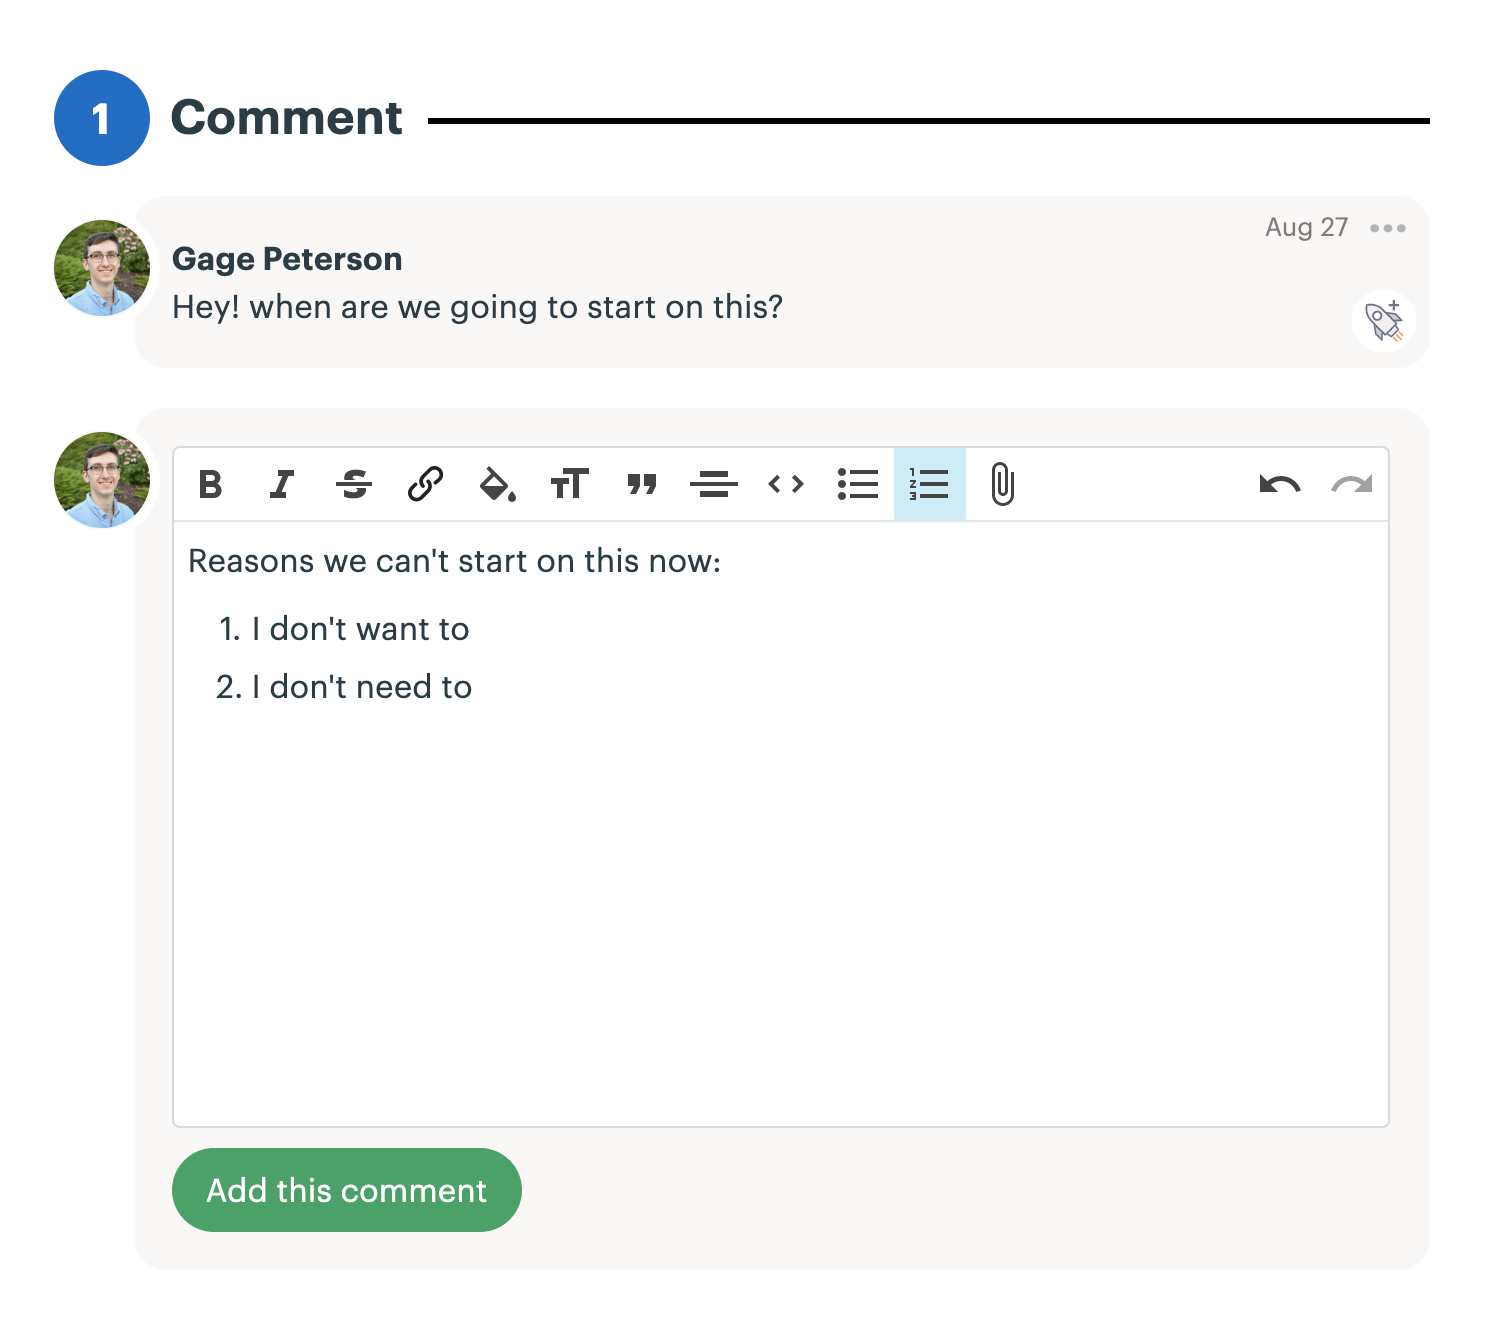 1 Comment
Aug 27
Gage Peterson
Hey! when are we going to start on this?
Reasons we can't start on this now:
1. I don't want to
2. I don't need to
Add this comment